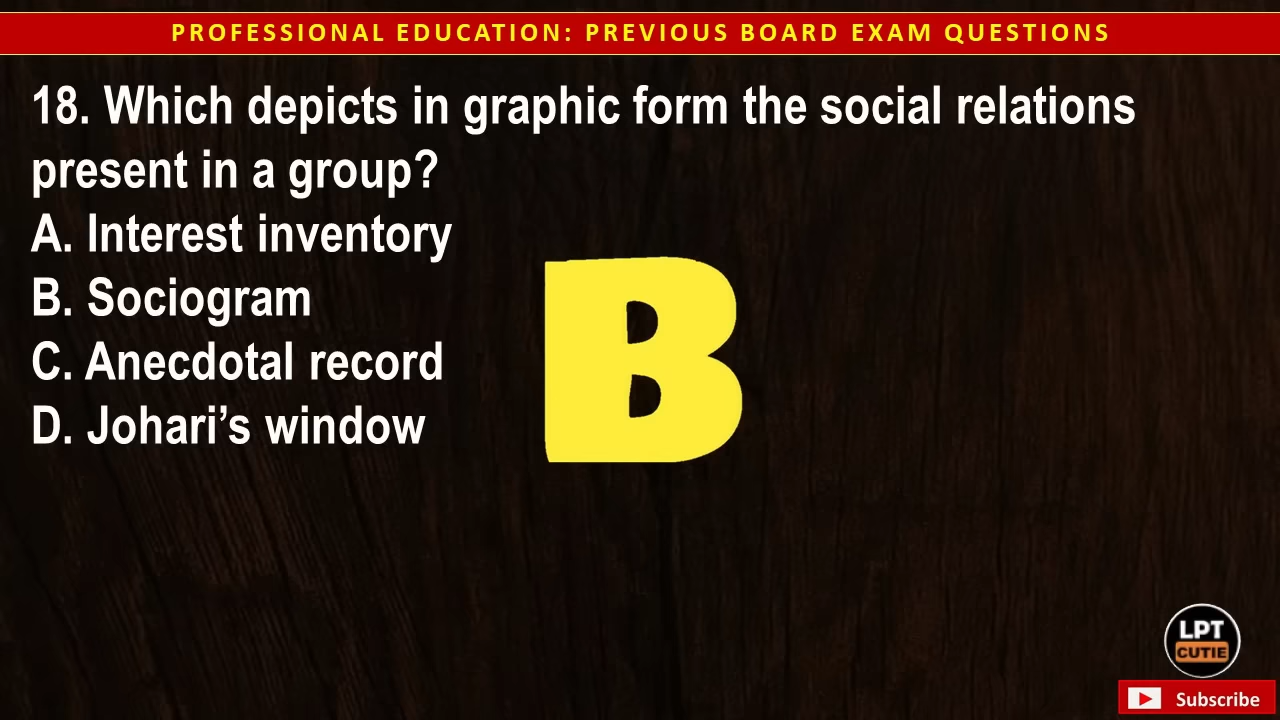 PROFESSIONAL EDUCATION: PREVIOUS BOARD EXAM QUESTIONS
18. Which depicts in graphic form the social relations
present in a group?
A. Interest inventory
B. Sociogram
C. Anecdotal record
D. Johari’s window
B
LPT
CUTIE
Subscribe